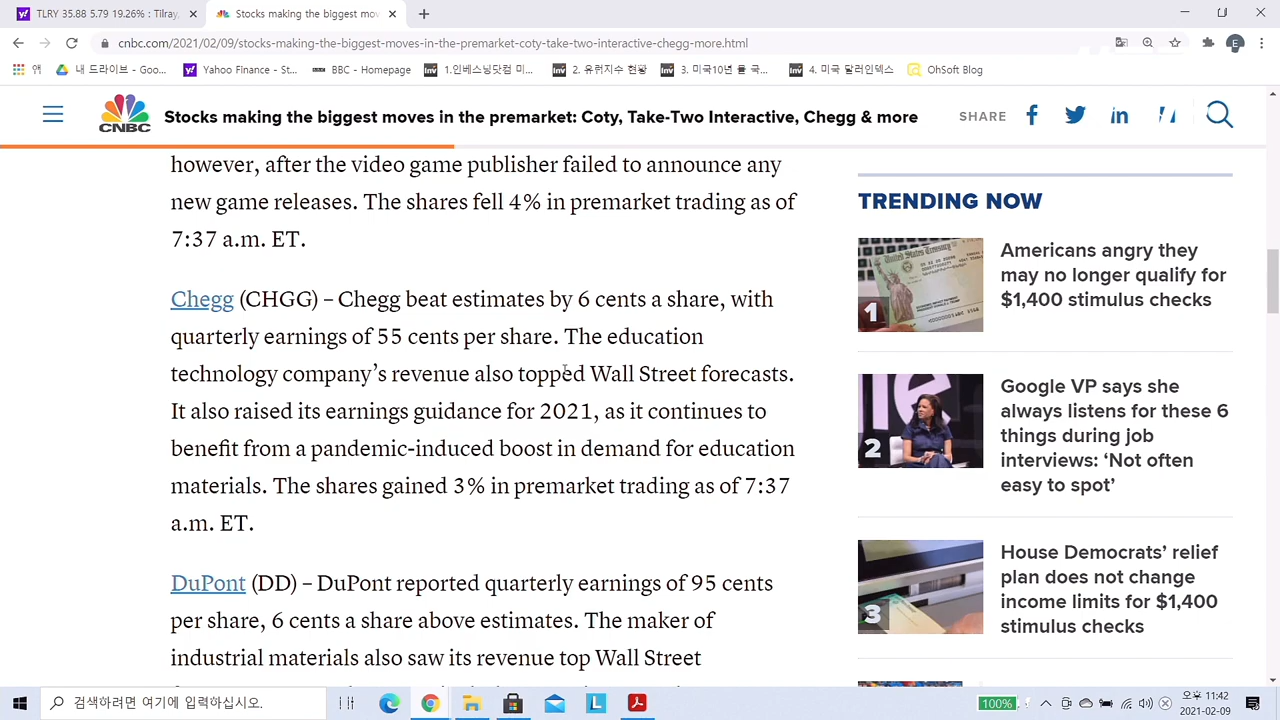 TLRY 35.88 5.79 19.26% : Tilray,
Stocks making the biggest mov
cnbc.com/2021/02/09/stocks-making-the-biggest-moves-in-the-premarket-coty-take-two-interactive-chegg-more.html
E
앱
내 드라이브 - Goo...
Yahoo Finance - St...
BBC - Homepage
Inv 1.인베스닝닷컴 미...
Inv 2. 유럽지수 현황
Inv 3. 미국10년 률 국...
Inv 4. 미국 달러인덱스
OhSoft Blog
CNBC
Stocks making the biggest moves in the premarket: Coty, Take-Two Interactive, Chegg & more
SHARE
however, after the video game publisher failed to announce any
new game releases. The shares fell 4% in premarket trading as of
7:37 a.m. ET.
Chegg (CHGG) – Chegg beat estimates by 6 cents a share, with
quarterly earnings of 55 cents per share. The education
technology company’s revenue also topped Wall Street forecasts.
It also raised its earnings guidance for 2021, as it continues to
benefit from a pandemic-induced boost in demand for education
materials. The shares gained 3% in premarket trading as of 7:37
a.m. ET.
DuPont (DD) – DuPont reported quarterly earnings of 95 cents
per share, 6 cents a share above estimates. The maker of
industrial materials also saw its revenue top Wall Street
TRENDING NOW
1
Americans angry they
may no longer qualify for
$1,400 stimulus checks
2
Google VP says she
always listens for these 6
things during job
interviews: ‘Not often
easy to spot’
3
House Democrats’ relief
plan does not change
income limits for $1,400
stimulus checks
검색하려면 여기에 입력하십시오.
100%
오후 11:42
2021-02-09